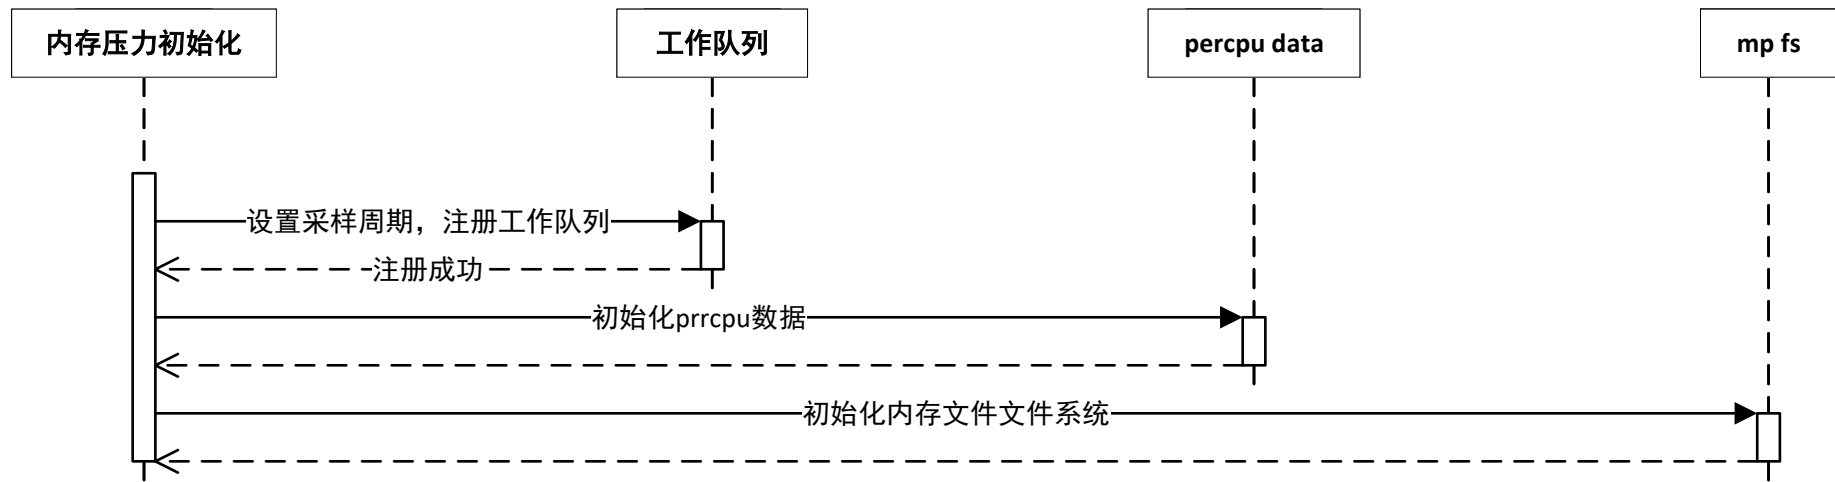 内存压力初始化
工作队列
percpu data
mp fs
设置采样周期，注册工作队列
注册成功
初始化prrcpu数据
初始化内存文件文件系统